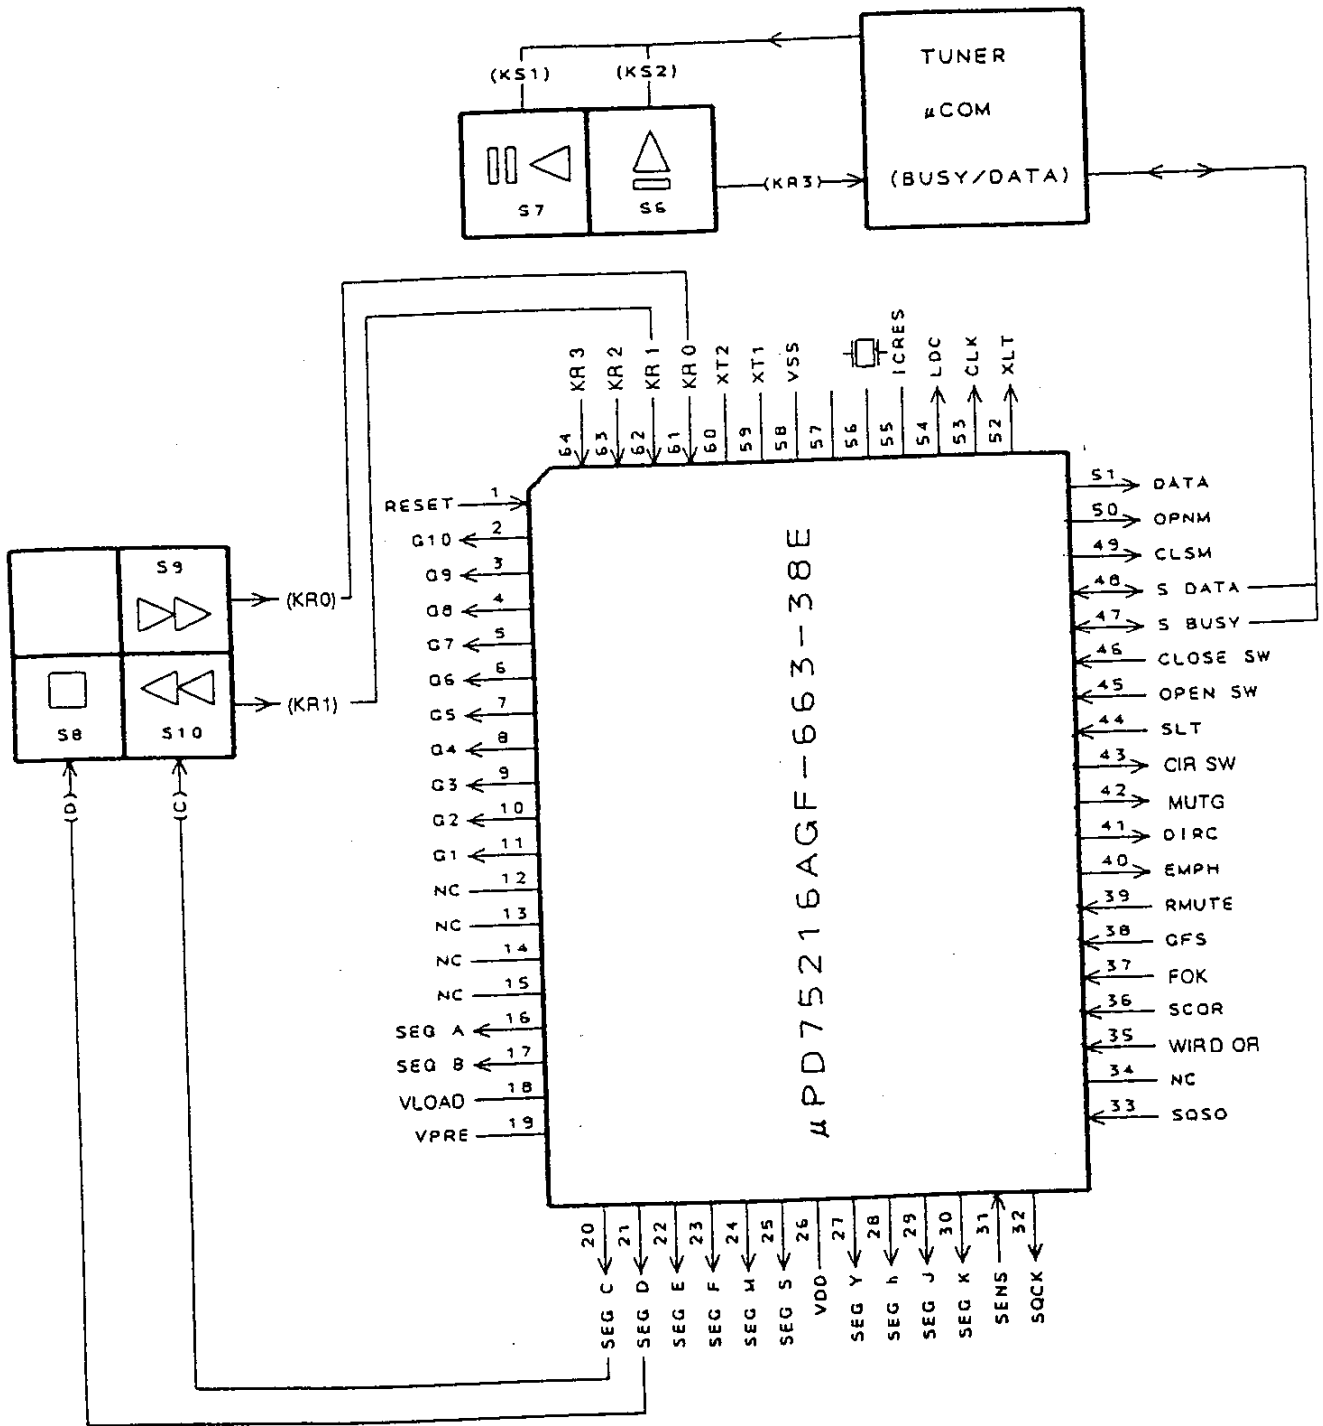 TUNER
μCOM
(BUSY/DATA)
(KS1)
(KS2)
S7
S6
(KR3)
KR3
KR2
KR1
KR0
XT2
XT1
VSS
ICRES
LDC
CLK
XLT
64
63
62
61
60
59
58
57
56
55
54
53
52
RESET 1
G10 2
G9 3
G8 4
G7 5
G6 6
G5 7
G4 8
G3 9
G2 10
G1 11
NC 12
NC 13
NC 14
NC 15
SEG A 16
SEG B 17
VLOAD 18
VPRE 19
μPD75216AGF-663-38E
51 DATA
50 OPNM
49 CLSM
48 S DATA
47 S BUSY
46 CLOSE SW
45 OPEN SW
44 SLT
43 CIR SW
42 MUTG
41 DIRC
40 EMPH
39 RMUTE
38 GFS
37 FOK
36 SCOR
35 WIRD OR
34 NC
33 SQSO
S9
(KR0)
S8
S10
(KR1)
(D)
(C)
20
21
22
23
24
25
26
27
28
29
30
31
32
SEG C
SEG D
SEG E
SEG F
SEG M
SEG S
VDD
SEG Y
SEG h
SEG J
SEG K
SENS
SQCK